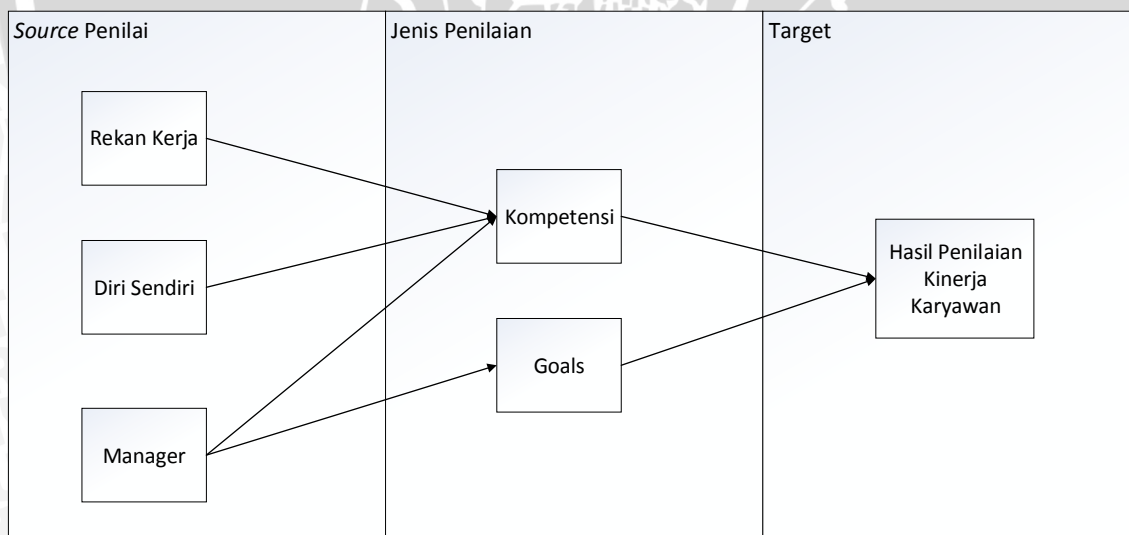 Source Penilai
Jenis Penilaian
Target
Rekan Kerja
Diri Sendiri
Manager
Kompetensi
Goals
Hasil Penilaian
Kinerja
Karyawan